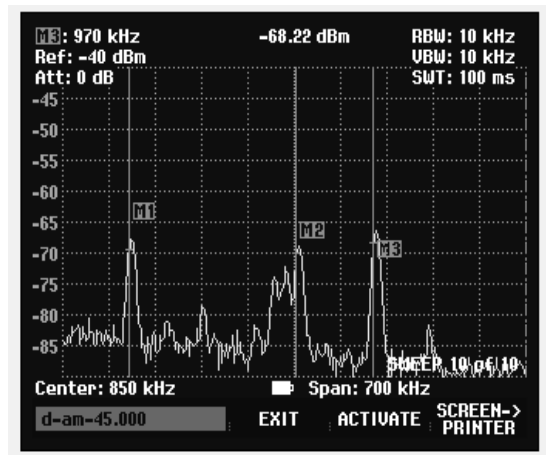 M3: 970 kHz -68.22 dBm RBW: 10 kHz
Ref: -40 dBm VBW: 10 kHz
Att: 0 dB SWT: 100 ms
-45
-50
-55
-60
M1
-65
M2
M3
-70
-75
-80
-85
SWEEP 10 of 10
Center: 850 kHz Span: 700 kHz
d-am-45.000 EXIT ACTIVATE SCREEN->
PRINTER